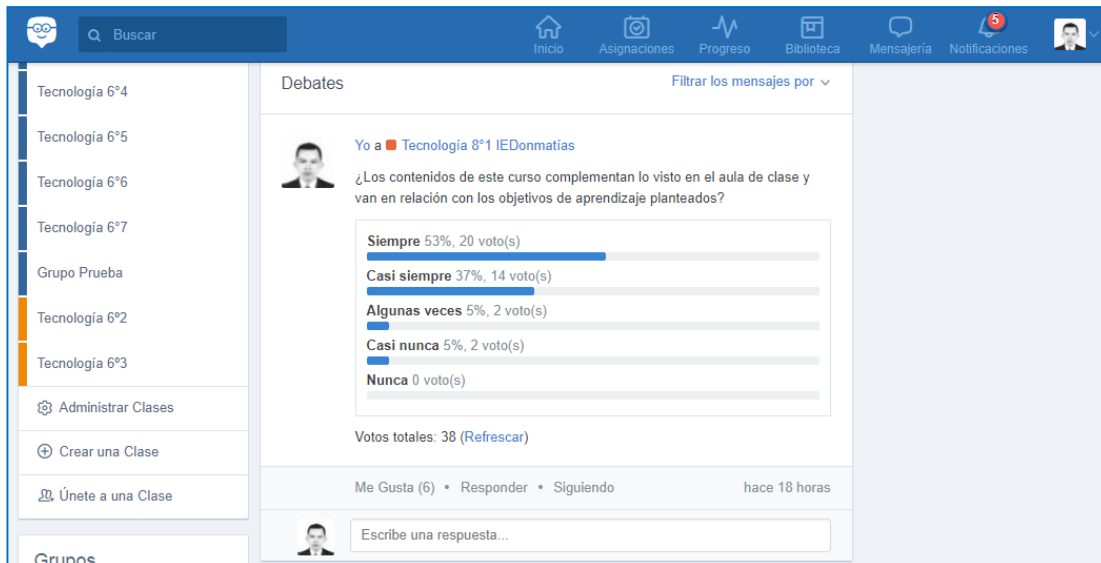 Buscar
Inicio
Asignaciones
Progreso
Biblioteca
Mensajería
5
Notificaciones
Tecnología 6°4
Tecnología 6°5
Tecnología 6°6
Tecnología 6°7
Grupo Prueba
Tecnología 6º2
Tecnología 6º3
Administrar Clases
Crear una Clase
Únete a una Clase
Grupos
Debates
Filtrar los mensajes por
Yo a Tecnología 8°1 IEDonmatías
¿Los contenidos de este curso complementan lo visto en el aula de clase y
van en relación con los objetivos de aprendizaje planteados?
Siempre 53%, 20 voto(s)
Casi siempre 37%, 14 voto(s)
Algunas veces 5%, 2 voto(s)
Casi nunca 5%, 2 voto(s)
Nunca 0 voto(s)
Votos totales: 38 (Refrescar)
Me Gusta (6) • Responder • Siguiendo
hace 18 horas
Escribe una respuesta...